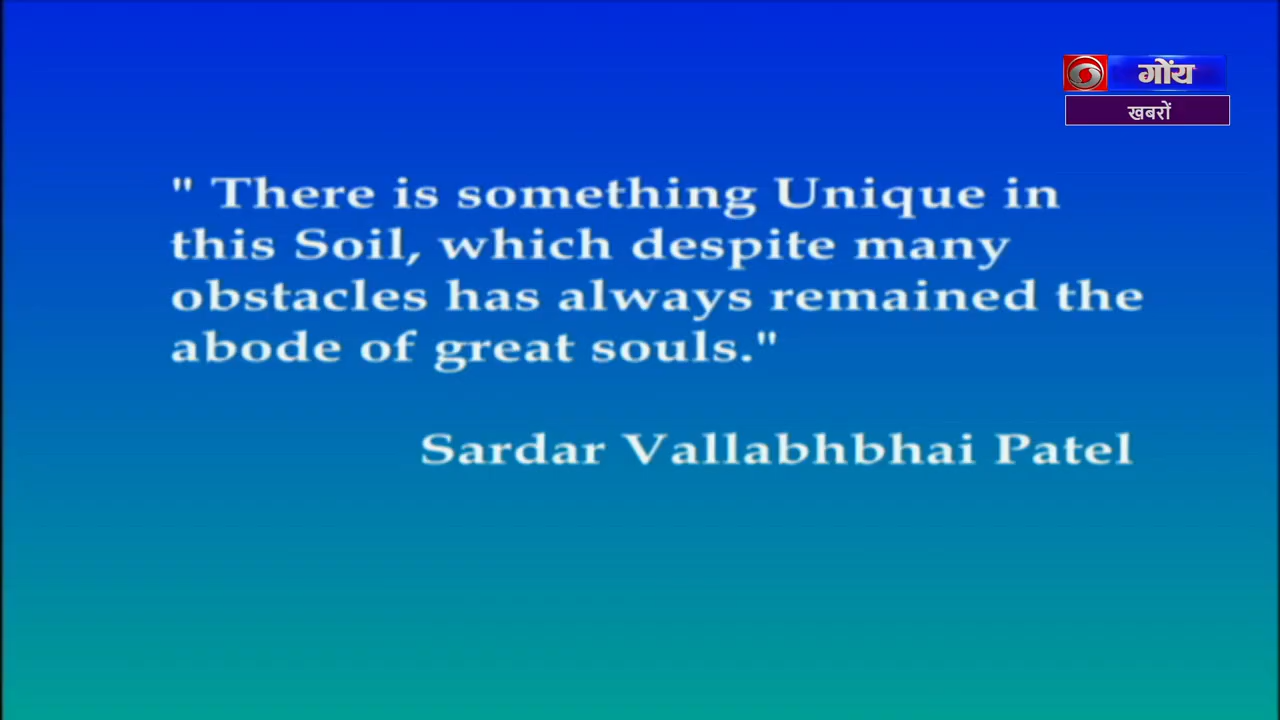 गोंय
खबरों
" There is something Unique in
this Soil, which despite many
obstacles has always remained the
abode of great souls."
Sardar Vallabhbhai Patel